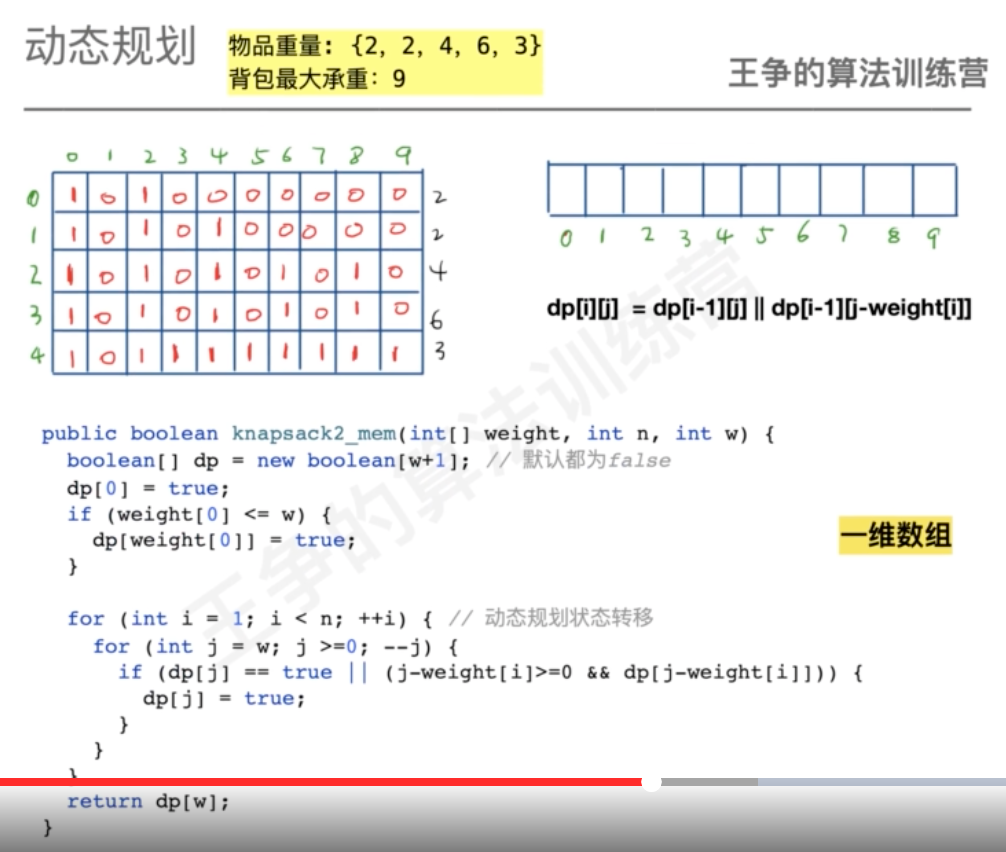 动态规划
物品重量: {2, 2, 4, 6, 3}
背包最大承重: 9
王争的算法训练营
0 1 2 3 4 5 6 7 8 9
0 1 0 1 0 0 0 0 0 0 0 2
1 1 0 1 0 1 0 0 0 0 0 2
2 1 0 1 0 1 0 1 0 1 0 4
3 1 0 1 0 1 0 1 0 1 0 6
4 1 0 1 1 1 1 1 1 1 1 3
0 1 2 3 4 5 6 7 8 9
dp[i][j] = dp[i-1][j] || dp[i-1][j-weight[i]]
public boolean knapsack2_mem(int[] weight, int n, int w) {
boolean[] dp = new boolean[w+1]; // 默认都为false
dp[0] = true;
if (weight[0] <= w) {
dp[weight[0]] = true;
}
一维数组
for (int i = 1; i < n; ++i) { // 动态规划状态转移
for (int j = w; j >=0; --j) {
if (dp[j] == true || (j-weight[i]>=0 && dp[j-weight[i]])) {
dp[j] = true;
}
}
}
return dp[w];
}
王争的算法训练营